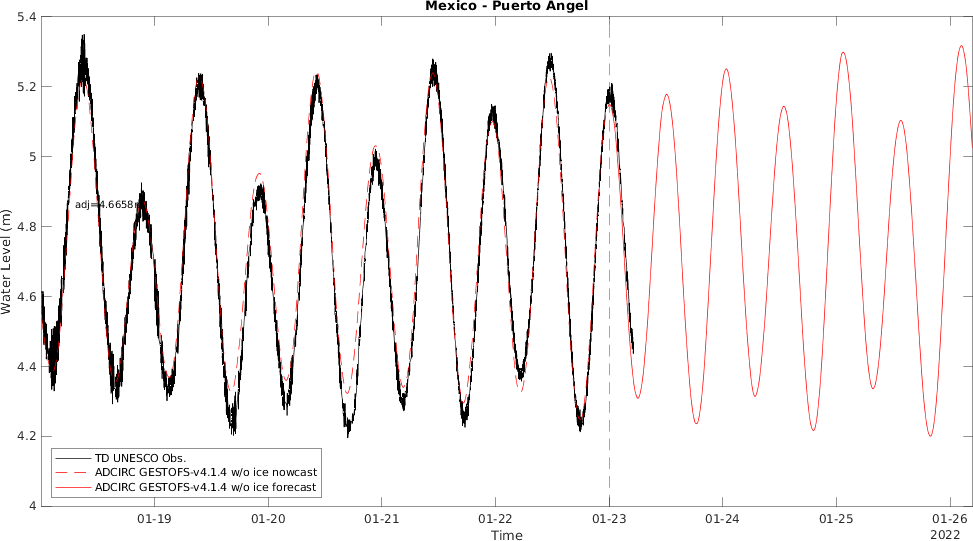 Mexico - Puerto Angel
5.4
5.2
5
4.8
4.6
4.4
4.2
4
Water Level (m)
adj=4.6658
TD UNESCO Obs.
ADCIRC GESTOFS-v4.1.4 w/o ice nowcast
ADCIRC GESTOFS-v4.1.4 w/o ice forecast
01-19 01-20 01-21 01-22 01-23 01-24 01-25 01-26
Time
2022